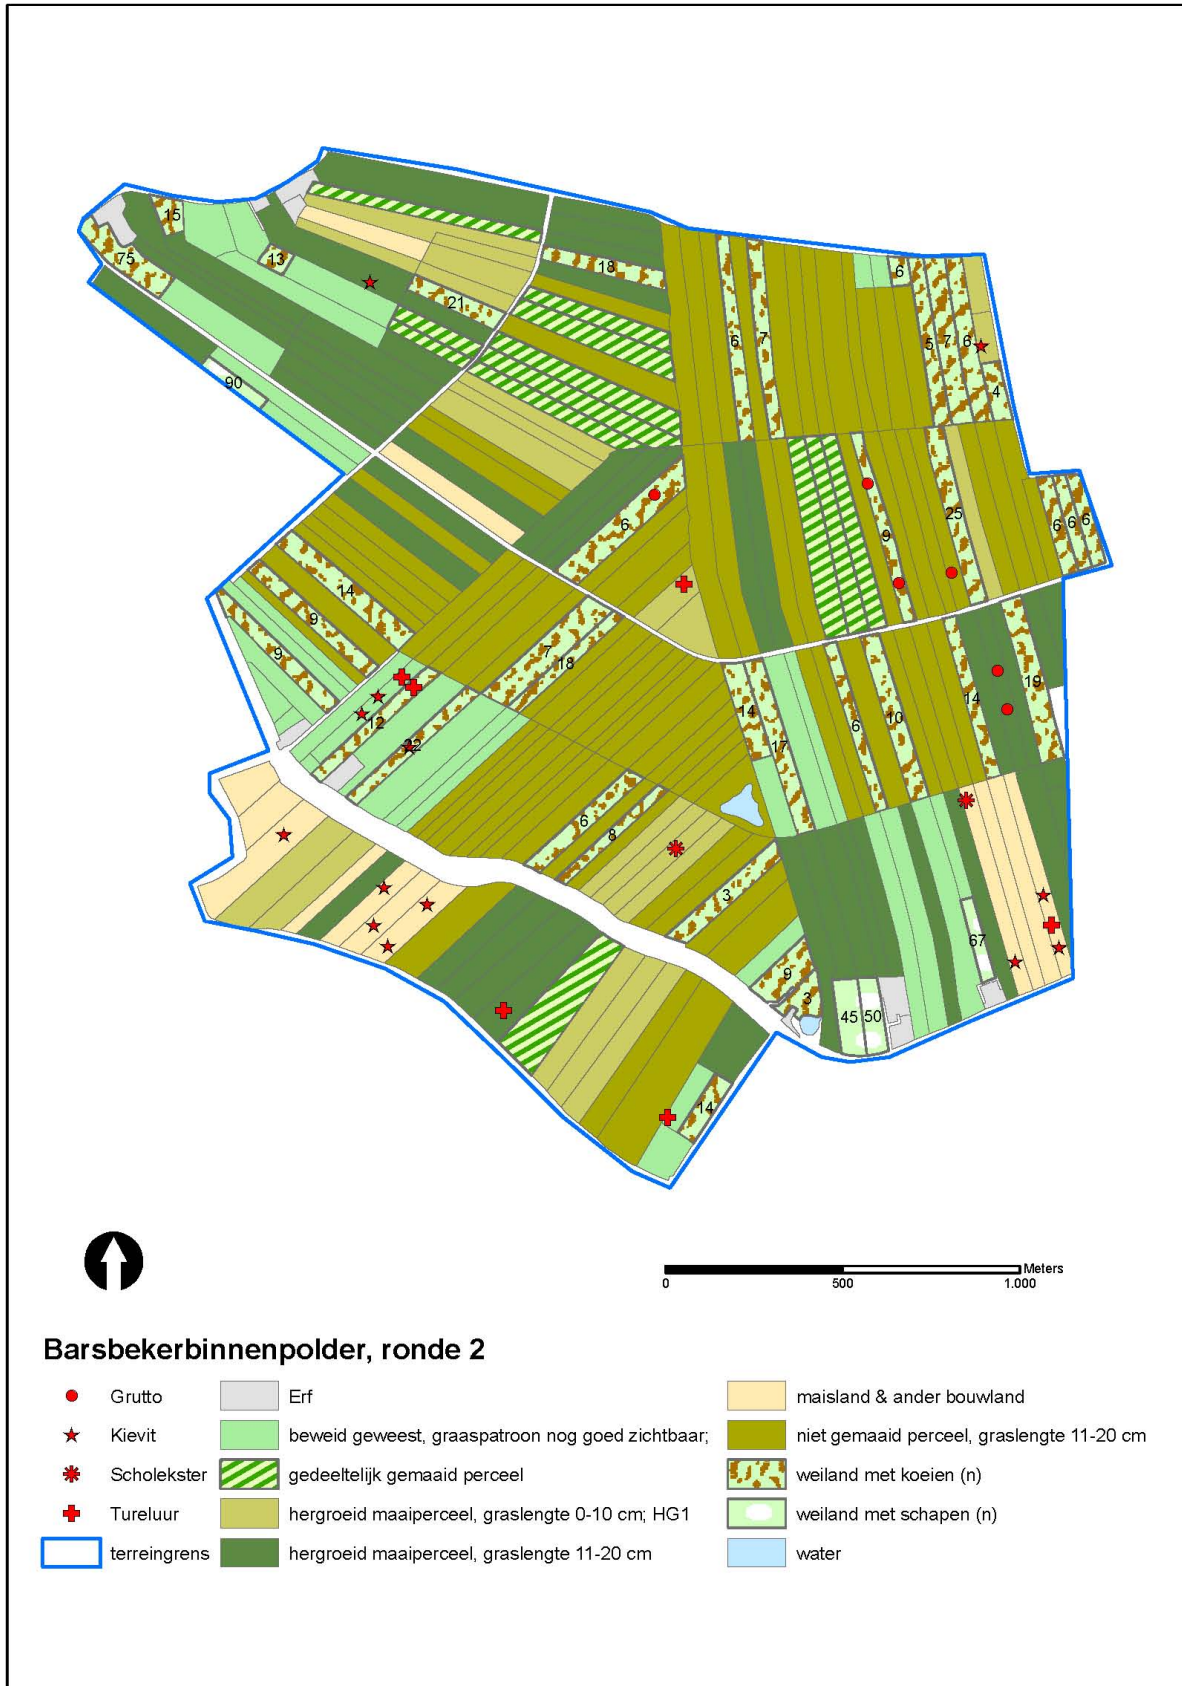 15
75
13
18
21
6
6
7
5
7
6
90
4
6
25
9
6
6
6
14
9
7
9
18
14
19
12
14
6
10
17
22
6
8
3
67
9
3
45
50
14
Meters
0
500
1.000
Barsbekerbinnenpolder, ronde 2
Grutto
Erf
maisland & ander bouwland
Kievit
beweid geweest, graaspatroon nog goed zichtbaar;
niet gemaaid perceel, graslengte 11-20 cm
Scholekster
gedeeltelijk gemaaid perceel
weiland met koeien (n)
Tureluur
hergroeid maaiperceel, graslengte 0-10 cm; HG1
weiland met schapen (n)
terreingrens
hergroeid maaiperceel, graslengte 11-20 cm
water